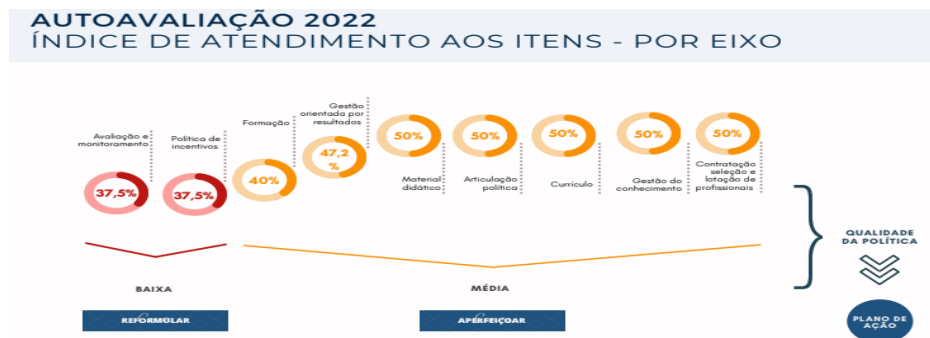 AUTOAVALIAÇÃO 2022
ÍNDICE DE ATENDIMENTO AOS ITENS - POR EIXO
Avaliação e
monitoramento
37,5%
Política de
incentivos
37,5%
Formação
40%
Gestão
orientada por
resultados
47,2
%
50%
Material
didático
50%
Articulação
política
50%
Currículo
50%
Gestão do
conhecimento
50%
Contratação
seleção e
lotação de
profissionais
BAIXA
REFORMULAR
MÉDIA
APERFEIÇOAR
QUALIDADE
DA POLÍTICA
PLANO DE
AÇÃO